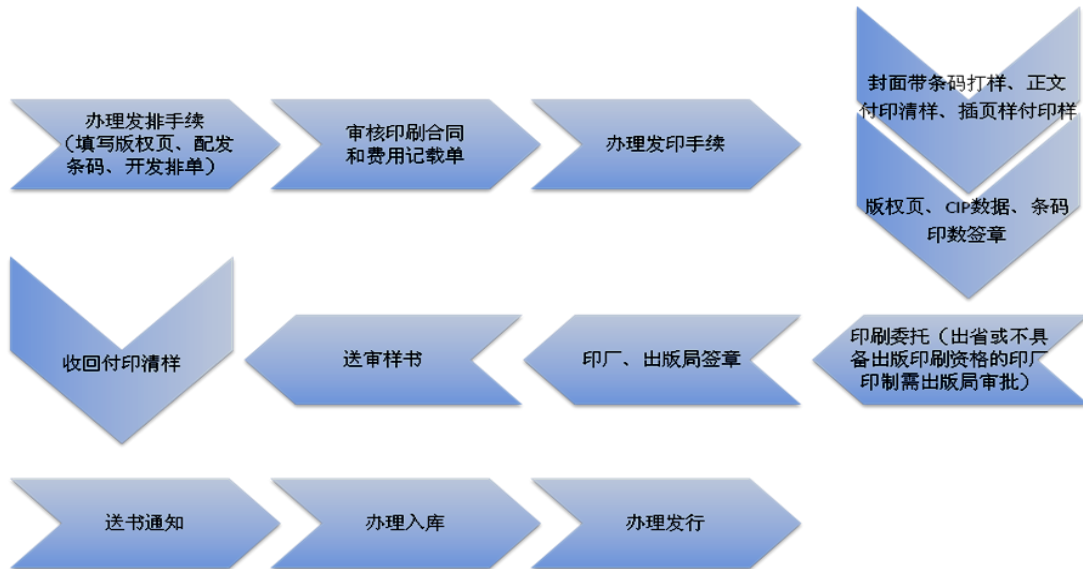 办理发排手续
（填写版权页、配发
条码、开发排单）
审核印刷合同
和费用记载单
办理发印手续
封面带条码打样、正文
付印清样、插页样付印样
版权页、CIP数据、条码
印数签章
印刷委托（出省或不具
备出版印刷资格的印厂
印制需出版局审批）
印厂、出版局签章
送审样书
收回付印清样
送书通知
办理入库
办理发行